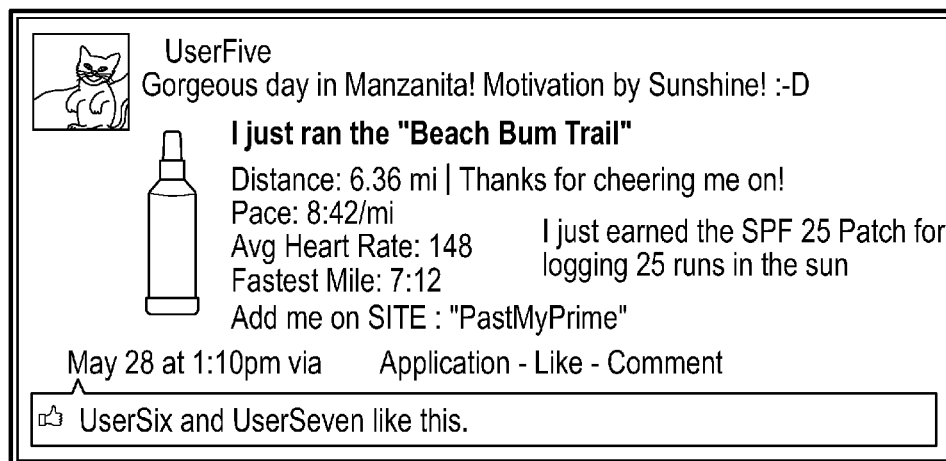 UserFive
Gorgeous day in Manzanita! Motivation by Sunshine! :-D
I just ran the "Beach Bum Trail"
Distance: 6.36 mi | Thanks for cheering me on!
Pace: 8:42/mi
Avg Heart Rate: 148
Fastest Mile: 7:12
I just earned the SPF 25 Patch for
logging 25 runs in the sun
Add me on SITE : "PastMyPrime"
May 28 at 1:10pm via Application - Like - Comment
UserSix and UserSeven like this.